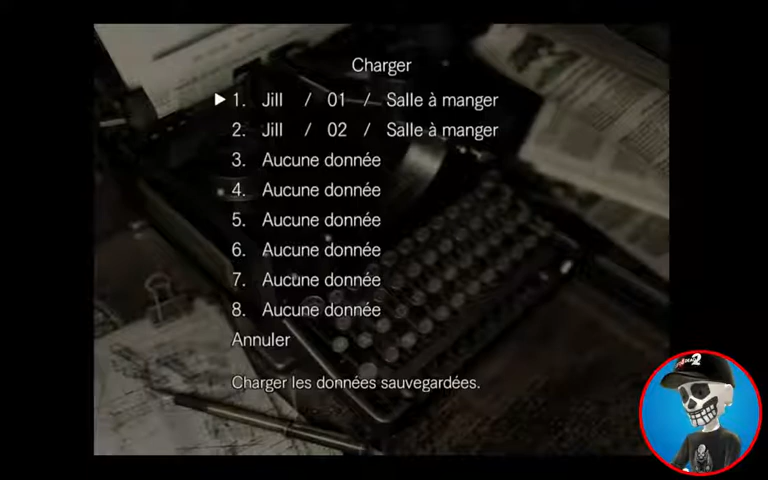 Charger
1. Jill / 01 / Salle à manger
2. Jill / 02 / Salle à manger
3. Aucune donnée
4. Aucune donnée
5. Aucune donnée
6. Aucune donnée
7. Aucune donnée
8. Aucune donnée
Annuler
Charger les données sauvegardées.